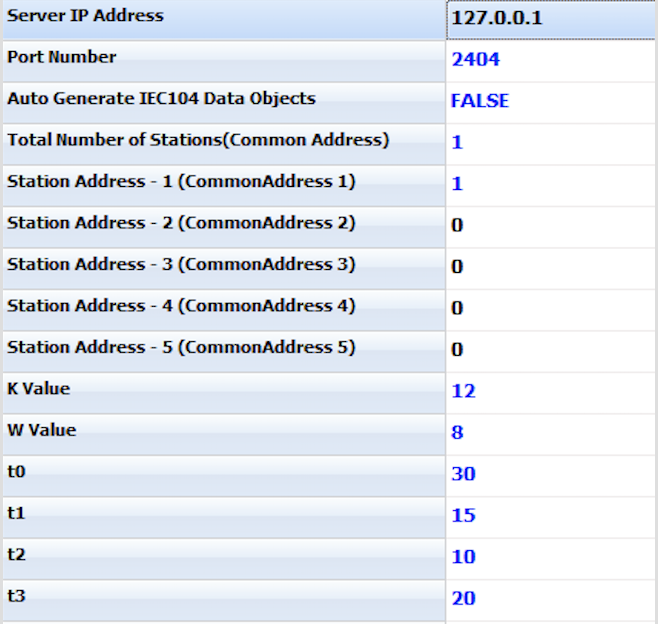 Server IP Address 127.0.0.1
Port Number 2404
Auto Generate IEC104 Data Objects FALSE
Total Number of Stations(Common Address) 1
Station Address - 1 (CommonAddress 1) 1
Station Address - 2 (CommonAddress 2) 0
Station Address - 3 (CommonAddress 3) 0
Station Address - 4 (CommonAddress 4) 0
Station Address - 5 (CommonAddress 5) 0
K Value 12
W Value 8
t0 30
t1 15
t2 10
t3 20